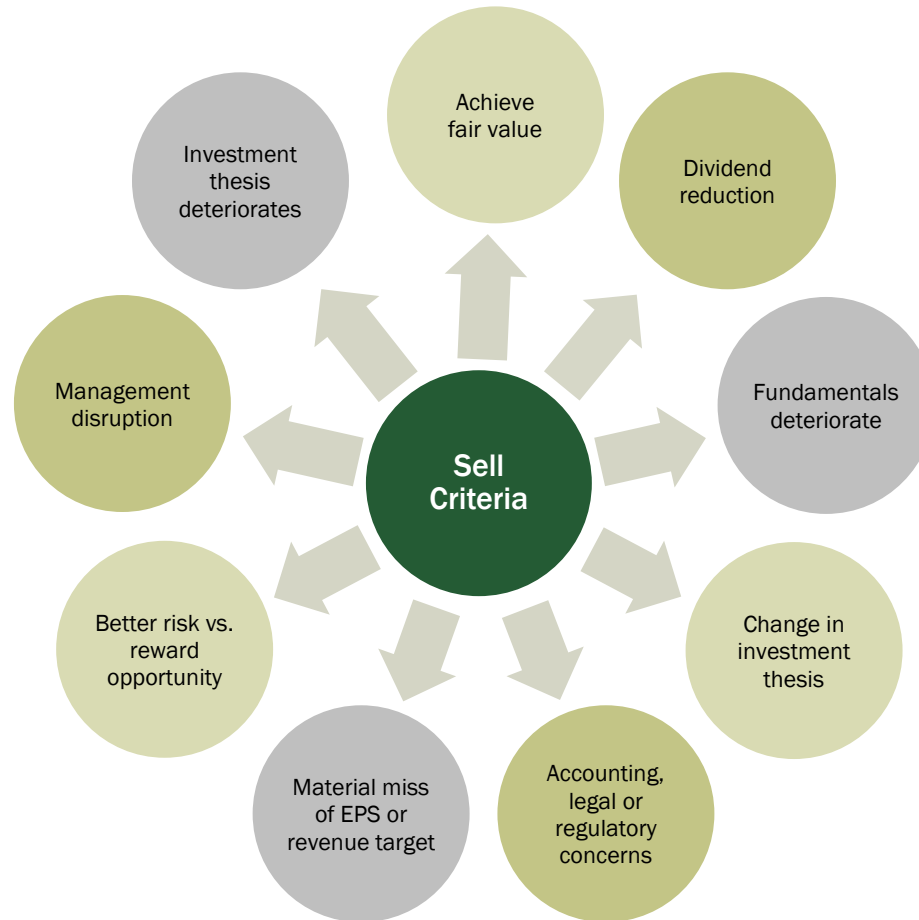 Achieve
fair value
Dividend
reduction
Fundamentals
deteriorate
Change in
investment
thesis
Accounting,
legal or
regulatory
concerns
Material miss
of EPS or
revenue target
Better risk vs.
reward
opportunity
Management
disruption
Investment
thesis
deteriorates
Sell
Criteria